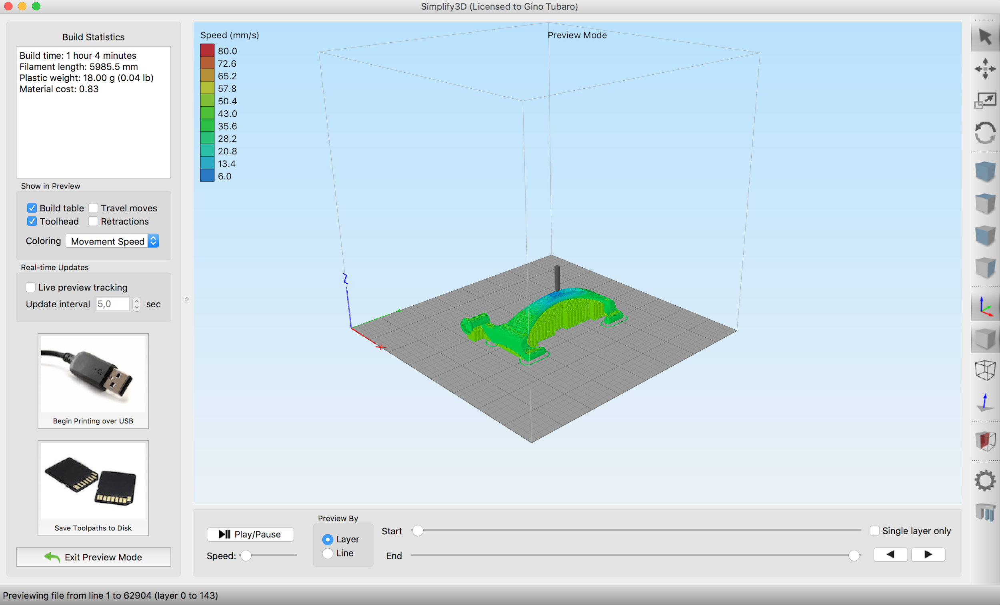 Simplify3D (Licensed to Gino Tubaro)
Build Statistics
Build time: 1 hour 4 minutes
Filament length: 5985.5 mm
Plastic weight: 18.00 g (0.04 lb)
Material cost: 0.83
Show in Preview
Build table
Travel moves
Toolhead
Retractions
Coloring Movement Speed
Real-time Updates
Live preview tracking
Update interval 5,0 sec
Begin Printing over USB
Save Toolpaths to Disk
Exit Preview Mode
Speed (mm/s)
80.0
72.6
65.2
57.8
50.4
43.0
35.6
28.2
20.8
13.4
6.0
Preview Mode
Play/Pause
Speed:
Preview By
Layer
Line
Start
End
Single layer only
Previewing file from line 1 to 62904 (layer 0 to 143)